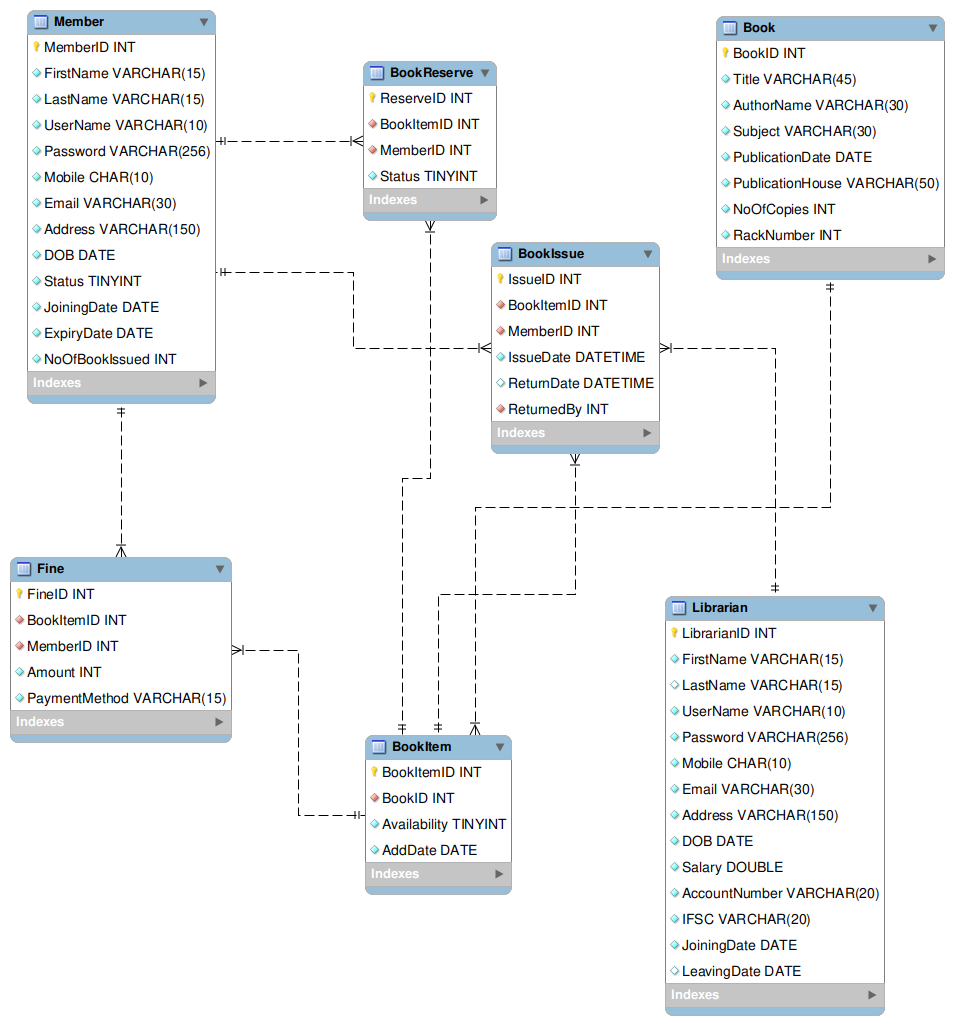 Member
MemberID INT
FirstName VARCHAR(15)
LastName VARCHAR(15)
UserName VARCHAR(10)
Password VARCHAR(256)
Mobile CHAR(10)
Email VARCHAR(30)
Address VARCHAR(150)
DOB DATE
Status TINYINT
JoiningDate DATE
ExpiryDate DATE
NoOfBookIssued INT
Indexes
BookReserve
ReserveID INT
BookItemID INT
MemberID INT
Status TINYINT
Indexes
Book
BookID INT
Title VARCHAR(45)
AuthorName VARCHAR(30)
Subject VARCHAR(30)
PublicationDate DATE
PublicationHouse VARCHAR(50)
NoOfCopies INT
RackNumber INT
Indexes
BookIssue
IssueID INT
BookItemID INT
MemberID INT
IssueDate DATETIME
ReturnDate DATETIME
ReturnedBy INT
Indexes
Fine
FineID INT
BookItemID INT
MemberID INT
Amount INT
PaymentMethod VARCHAR(15)
Indexes
BookItem
BookItemID INT
BookID INT
Availability TINYINT
AddDate DATE
Indexes
Librarian
LibrarianID INT
FirstName VARCHAR(15)
LastName VARCHAR(15)
UserName VARCHAR(10)
Password VARCHAR(256)
Mobile CHAR(10)
Email VARCHAR(30)
Address VARCHAR(150)
DOB DATE
Salary DOUBLE
AccountNumber VARCHAR(20)
IFSC VARCHAR(20)
JoiningDate DATE
LeavingDate DATE
Indexes